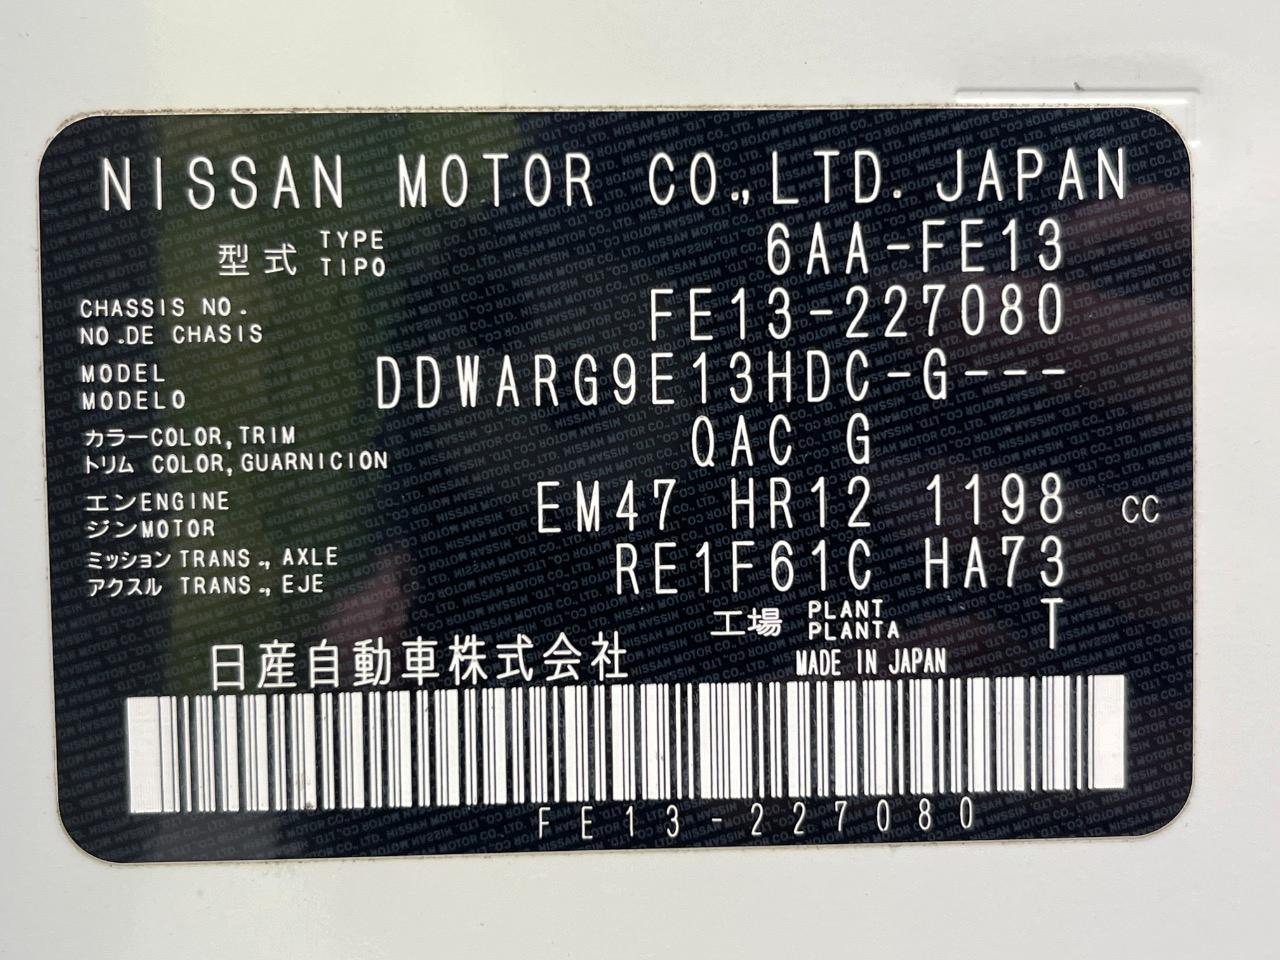 NISSAN MOTOR CO.,LTD. JAPAN
型式 TYPE TIPO 6AA-FE13
CHASSIS NO.
NO.DE CHASIS FE13-227080
MODEL
MODELO DDWARG9E13HDC-G---
カラーCOLOR,TRIM
トリム COLOR,GUARNICION QAC G
エンENGINE
ジンMOTOR EM47 HR12 1198 CC
ミッションTRANS.,AXLE
アクスル TRANS.,EJE RE1F61C HA73
工場 PLANT PLANTA T
日産自動車株式会社 MADE IN JAPAN
FE13-227080